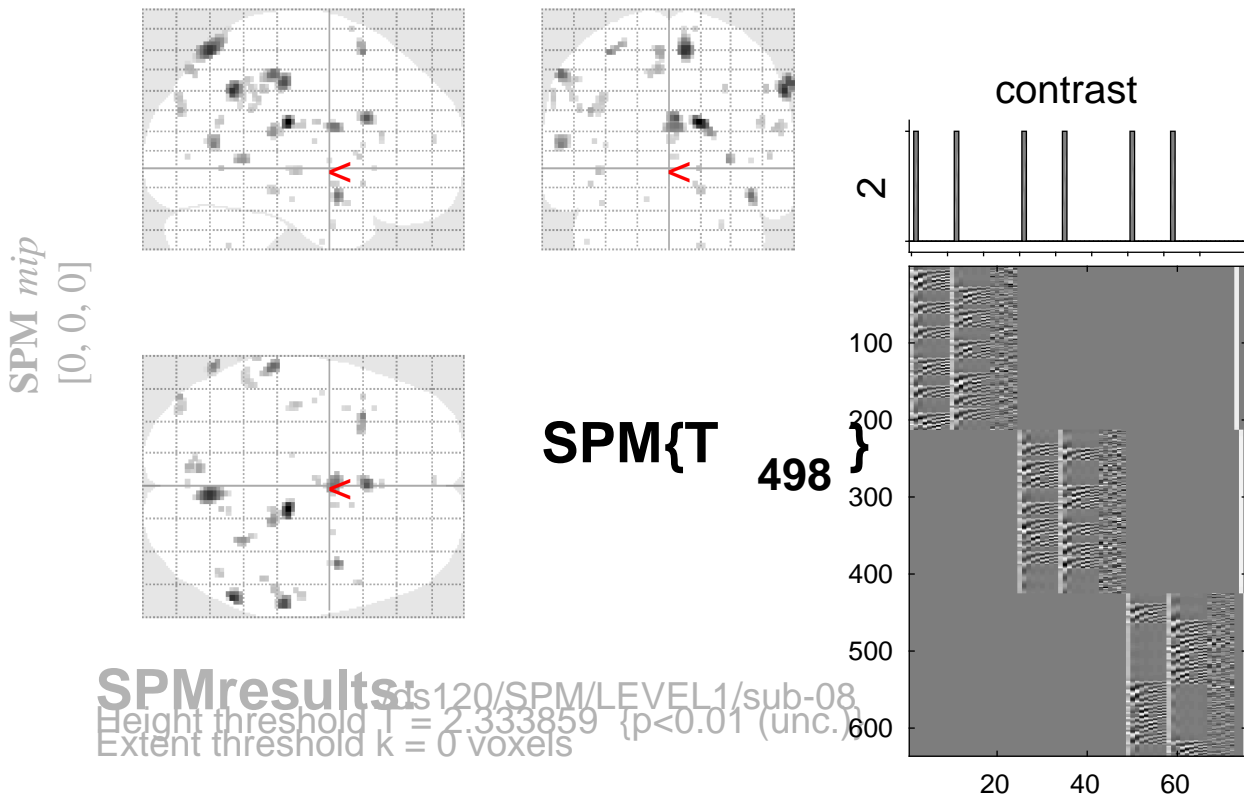 SPM mip
[0, 0, 0]
<
<
<
SPM{T498}
contrast
2
100
200
300
400
500
600
20
40
60
SPMresults: /ds120/SPM/LEVEL1/sub-08
Height threshold T = 2.333859 {p<0.01 (unc.)}
Extent threshold k = 0 voxels